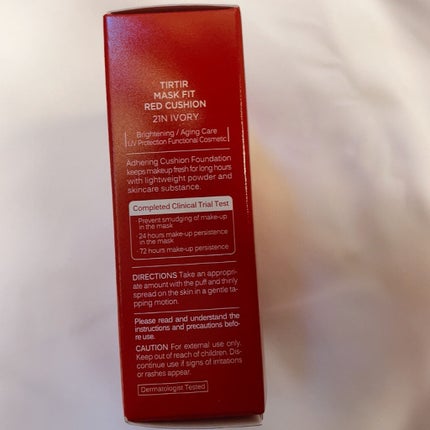 TIRTIR
MASK FIT
RED CUSHION
21N IVORY
Brightening / Aging Care
UV Protection Functional Cosmetic
Adhering Cushion Foundation
keeps makeup fresh for long hours
with lightweight powder and
skincare substance.
Completed Clinical Trial Test
· Prevent smudging of make-up
in the mask
· 24 hours make-up persistence
in the mask
· 72 hours make-up persistence
DIRECTIONS Take an appropri-
ate amount with the puff and thinly
spread on the skin in a gentle ta-
pping motion.
Please read and understand the
instructions and precautions befo-
re use.
CAUTION For external use only.
Keep out of reach of children. Dis-
continue use if signs of irritations
or rashes appear.
Dermatologist Tested